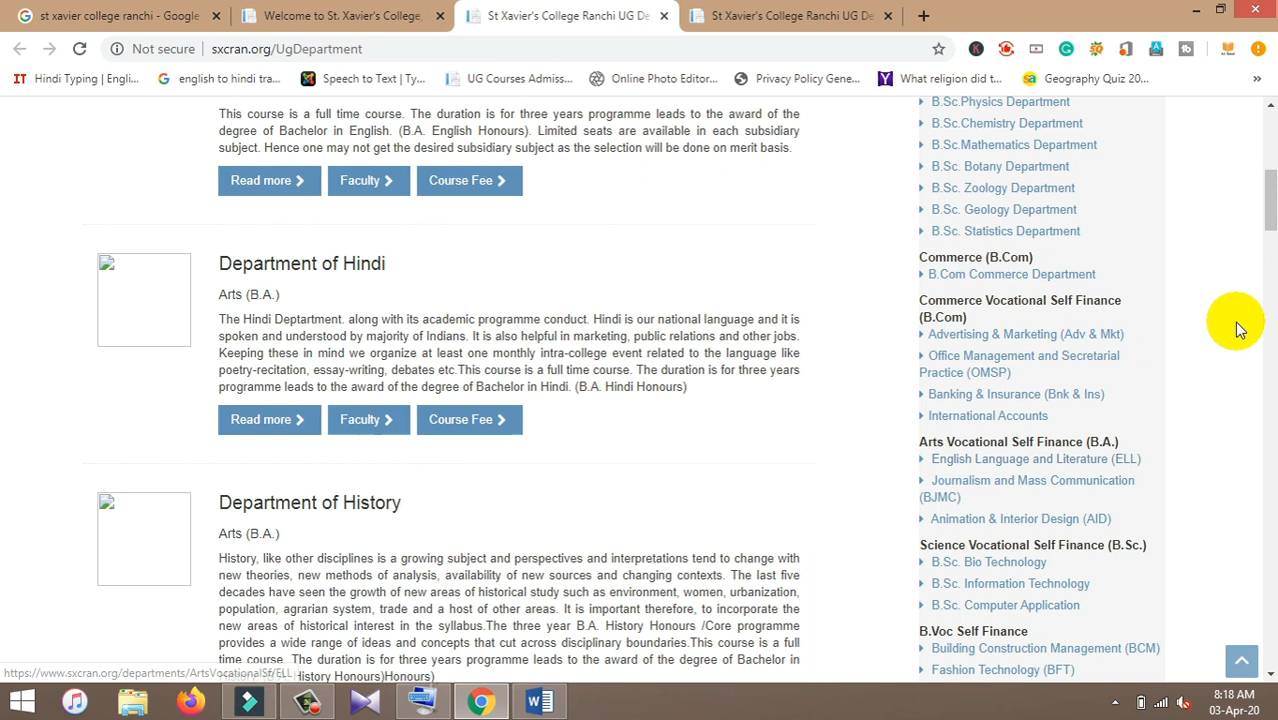 st xavier college ranchi - Google
Welcome to St. Xavier's College,
St Xavier's College Ranchi UG De
St Xavier's College Ranchi UG De
Not secure
sxcran.org/UgDepartment
Hindi Typing | Engli...
english to hindi tra...
Speech to Text | Ty...
UG Courses Admiss...
Online Photo Editor...
Privacy Policy Gene...
What religion did t...
Geography Quiz 20...
»
This course is a full time course. The duration is for three years programme leads to the award of the
degree of Bachelor in English. (B.A. English Honours). Limited seats are available in each subsidiary
subject. Hence one may not get the desired subsidiary subject as the selection will be done on merit basis.
Read more
Faculty
Course Fee
Department of Hindi
Arts (B.A.)
The Hindi Deptartment. along with its academic programme conduct. Hindi is our national language and it is
spoken and understood by majority of Indians. It is also helpful in marketing, public relations and other jobs.
Keeping these in mind we organize at least one monthly intra-college event related to the language like
poetry-recitation, essay-writing, debates etc.This course is a full time course. The duration is for three years
programme leads to the award of the degree of Bachelor in Hindi. (B.A. Hindi Honours)
Read more
Faculty
Course Fee
Department of History
Arts (B.A.)
History, like other disciplines is a growing subject and perspectives and interpretations tend to change with
new theories, new methods of analysis, availability of new sources and changing contexts. The last five
decades have seen the growth of new areas of historical study such as environment, women, urbanization,
population, agrarian system, trade and a host of other areas. It is important therefore, to incorporate the
new areas of historical interest in the syllabus.The three year B.A. History Honours /Core programme
provides a wide range of ideas and concepts that cut across disciplinary boundaries.This course is a full
time course. The duration is for three years programme leads to the award of the degree of Bachelor in
History Honours)Honours)
B.Sc.Physics Department
B.Sc.Chemistry Department
B.Sc.Mathematics Department
B.Sc. Botany Department
B.Sc. Zoology Department
B.Sc. Geology Department
B.Sc. Statistics Department
Commerce (B.Com)
B.Com Commerce Department
Commerce Vocational Self Finance
(B.Com)
Advertising & Marketing (Adv & Mkt)
Office Management and Secretarial
Practice (OMSP)
Banking & Insurance (Bnk & Ins)
International Accounts
Arts Vocational Self Finance (B.A.)
English Language and Literature (ELL)
Journalism and Mass Communication
(BJMC)
Animation & Interior Design (AID)
Science Vocational Self Finance (B.Sc.)
B.Sc. Bio Technology
B.Sc. Information Technology
B.Sc. Computer Application
B.Voc Self Finance
Building Construction Management (BCM)
Fashion Technology (BFT)
https://www.sxcran.org/departments/ArtsVocationalSf/ELL
8:18 AM
03-Apr-20